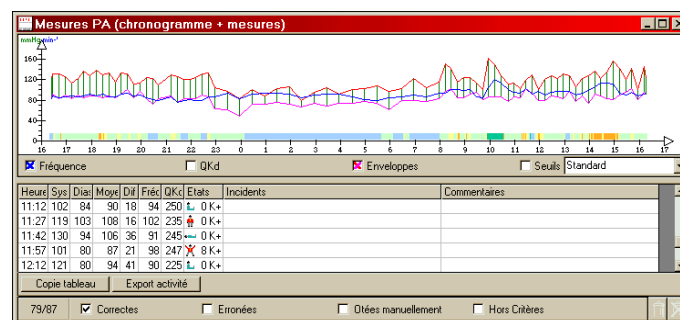 Mesures PA (chronogramme + mesures)
mmHg min-¹
160
120
80
40
0
16 17 18 19 20 21 22 23 0 1 2 3 4 5 6 7 8 9 10 11 12 13 14 15 16 17
Fréquence QKd Enveloppes Seuils Standard
Heure Sys Dias Moye Dif Fréq QKd Etats Incidents Commentaires
11:12 102 84 90 18 94 250 0 K+
11:27 119 103 108 16 102 235 0 K+
11:42 130 94 106 36 91 245 0 K+
11:57 101 80 87 21 98 247 8 K+
12:12 121 80 94 41 90 225 0 K+
Copie tableau Export activité
79/87 Correctes Erronées Otées manuellement Hors Critères